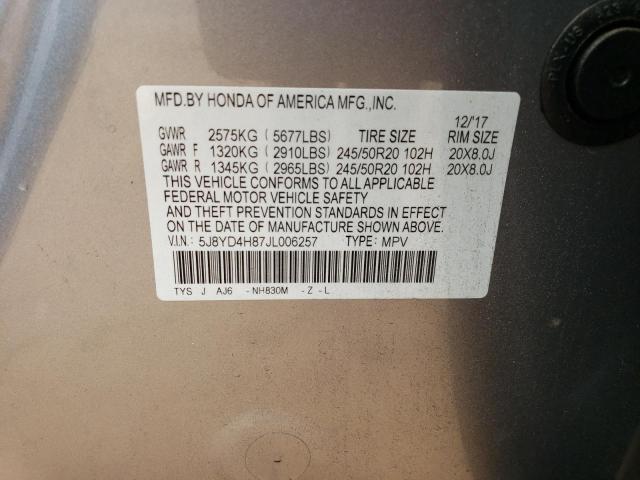 PLX-US
MFD.BY HONDA OF AMERICA MFG.,INC.
12/'17
GVWR 2575KG (5677LBS) TIRE SIZE RIM SIZE
GAWR F 1320KG (2910LBS) 245/50R20 102H 20X8.0J
GAWR R 1345KG (2965LBS) 245/50R20 102H 20X8.0J
THIS VEHICLE CONFORMS TO ALL APPLICABLE
FEDERAL MOTOR VEHICLE SAFETY
AND THEFT PREVENTION STANDARDS IN EFFECT
ON THE DATE OF MANUFACTURE SHOWN ABOVE.
V.I.N: 5J8YD4H87JL006257 TYPE: MPV
TYS J AJ6 -NH830M -Z -L